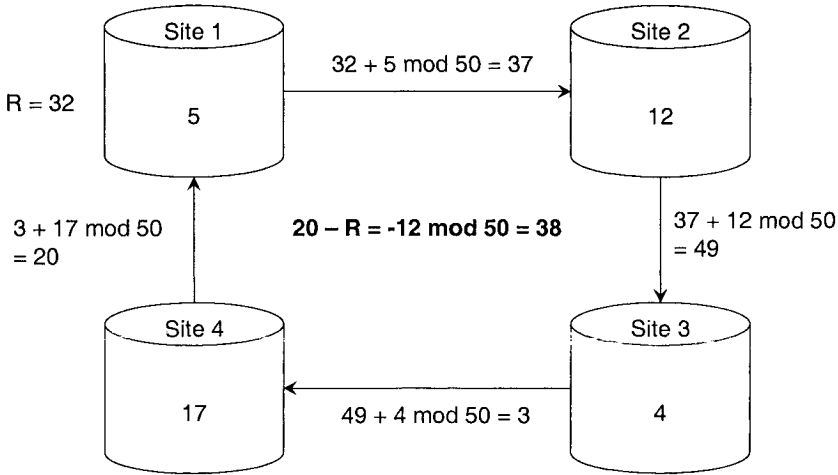 Site 1
Site 2
32 + 5 mod 50 = 37
R = 32
5
12
3 + 17 mod 50
= 20
20 – R = -12 mod 50 = 38
37 + 12 mod 50
= 49
Site 4
Site 3
17
49 + 4 mod 50 = 3
4